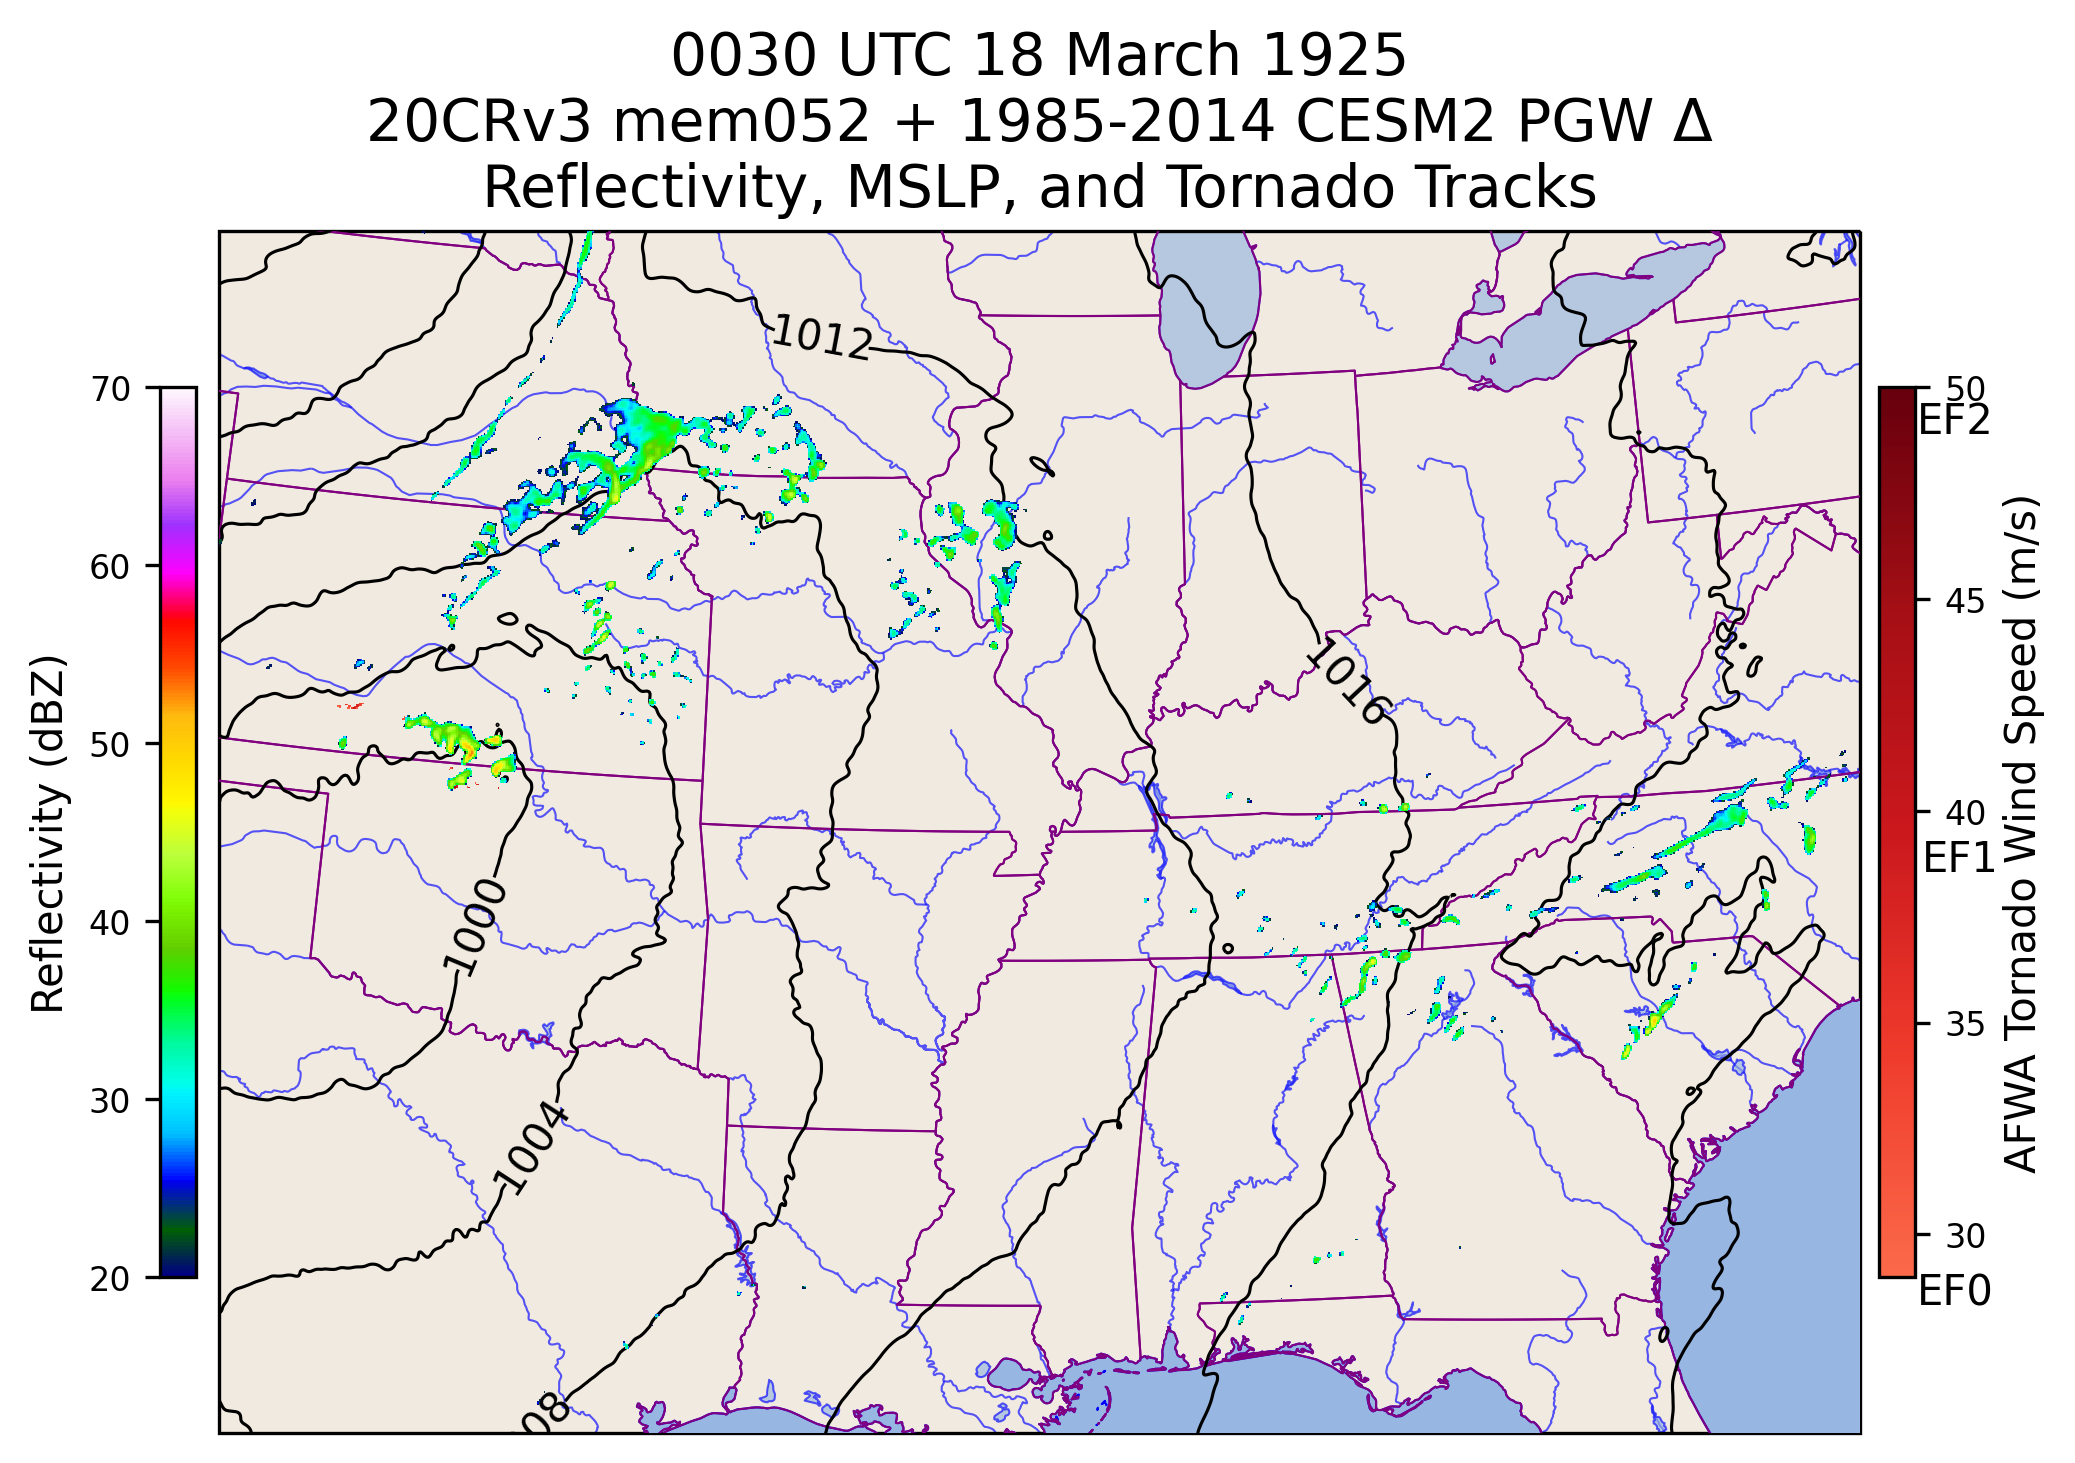 0030 UTC 18 March 1925
20CRv3 mem052 + 1985-2014 CESM2 PGW Δ
Reflectivity, MSLP, and Tornado Tracks
1012
1016
1000
1004
08
Reflectivity (dBZ)
70
60
50
40
30
20
50
EF2
45
40
EF1
35
30
EF0
AFWA Tornado Wind Speed (m/s)